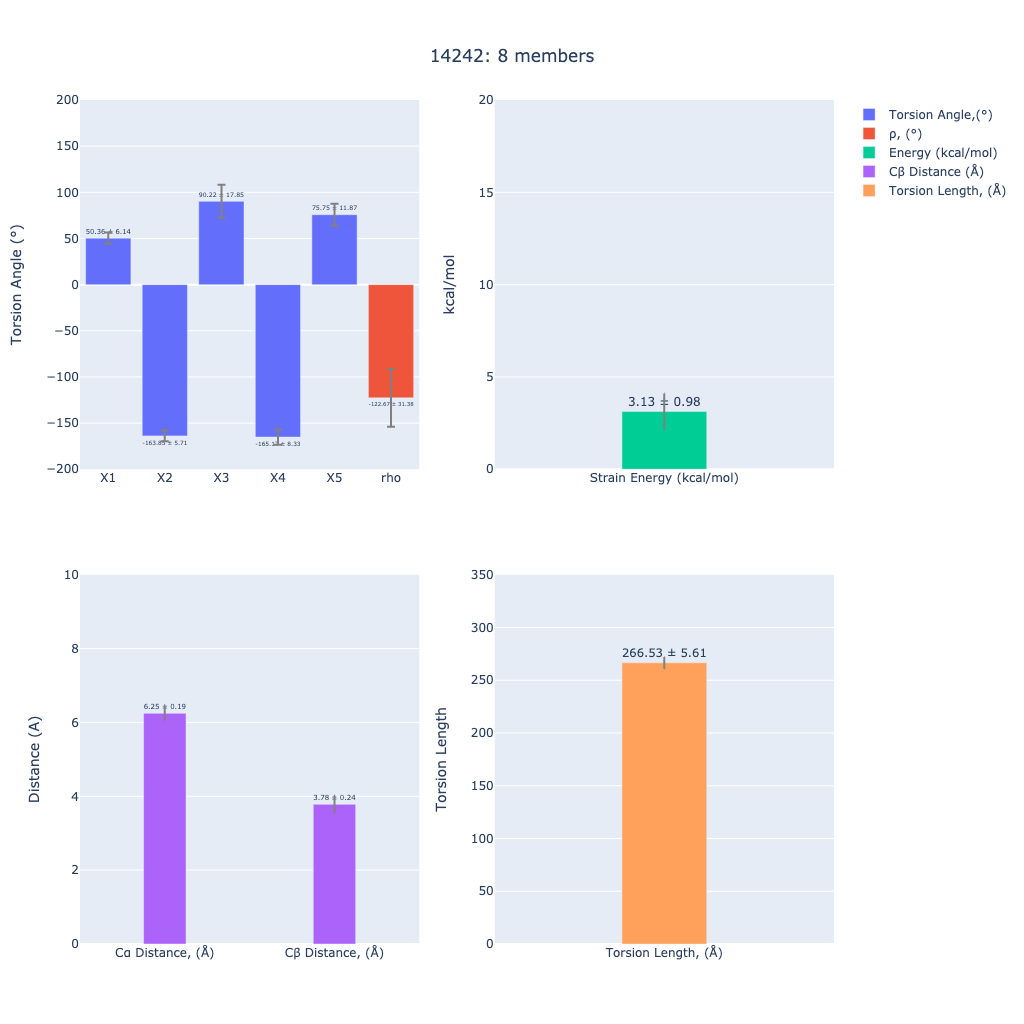 14242: 8 members
Torsion Angle (°)
200
150
100
50
0
−50
−100
−150
−200
50.36 ± 6.14
90.22 ± 17.85
75.75 ± 11.87
-122.67 ± 31.38
X1
X2
X3
X4
X5
rho
kcal/mol
20
15
10
5
0
3.13 ± 0.98
Strain Energy (kcal/mol)
Torsion Angle,(°)
ρ, (°)
Energy (kcal/mol)
Cβ Distance (Å)
Torsion Length, (Å)
Distance (A)
10
8
6
4
2
0
6.25 ± 0.19
3.78 ± 0.24
Cα Distance, (Å)
Cβ Distance, (Å)
Torsion Length
350
300
250
200
150
100
50
0
266.53 ± 5.61
Torsion Length, (Å)